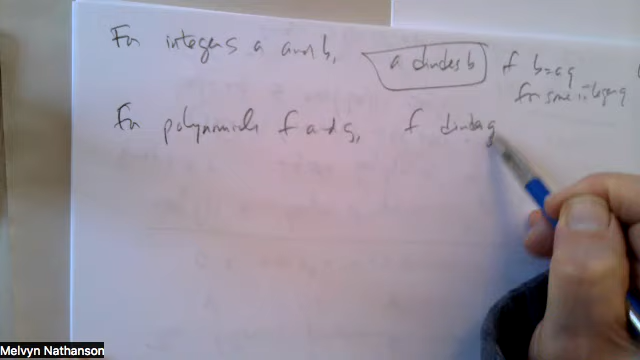 For integers a and b, a divides b if b = aq
for some integer q
For polynomials f and g, f divides g
Melvyn Nathanson